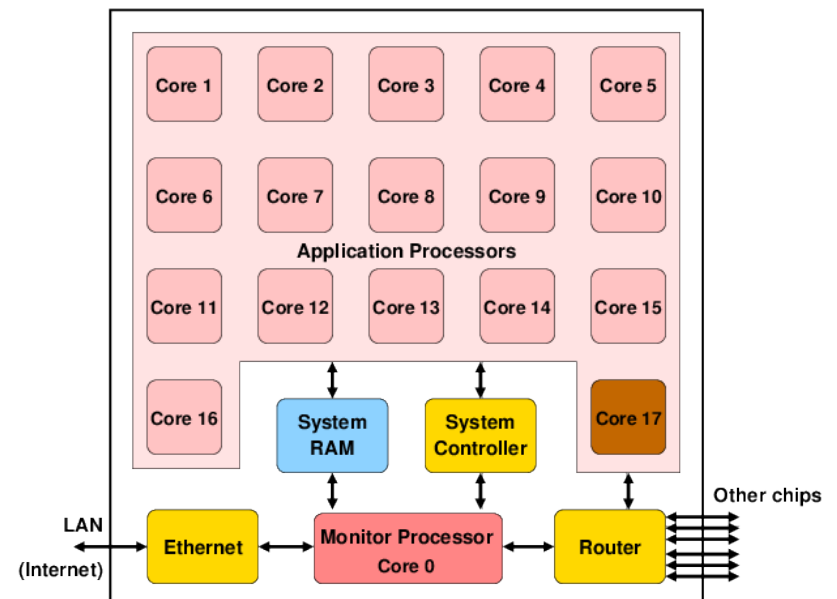 Core 1
Core 2
Core 3
Core 4
Core 5
Core 6
Core 7
Core 8
Core 9
Core 10
Application Processors
Core 11
Core 12
Core 13
Core 14
Core 15
Core 16
System
RAM
System
Controller
Core 17
Other chips
LAN
(Internet)
Ethernet
Monitor Processor
Core 0
Router